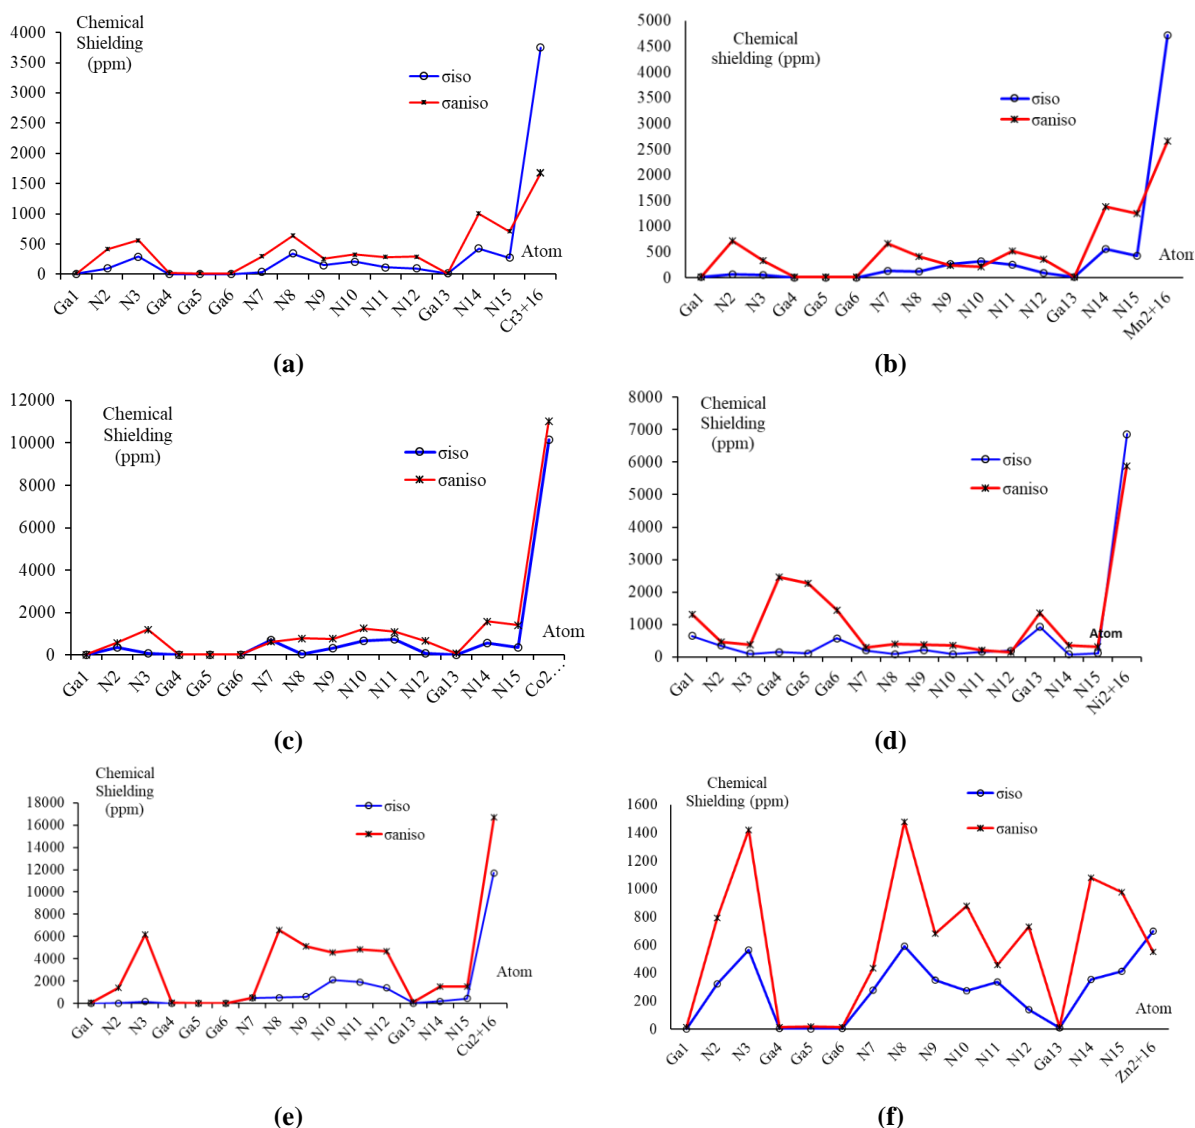 Chemical
Shielding
(ppm)
4000
3500
3000
2500
2000
1500
1000
500
0
σiso
σaniso
Atom
Ga1 N2 N3 Ga4 Ga5 Ga6 N7 N8 N9 N10 N11 N12 Ga13 N14 N15 Cr3+16
(a)
Chemical
shielding (ppm)
5000
4500
4000
3500
3000
2500
2000
1500
1000
500
0
σiso
σaniso
Atom
Ga1 N2 N3 Ga4 Ga5 Ga6 N7 N8 N9 N10 N11 N12 Ga13 N14 N15 Mn2+16
(b)
Chemical
Shielding
(ppm)
12000
10000
8000
6000
4000
2000
0
σiso
σaniso
Atom
Ga1 N2 N3 Ga4 Ga5 Ga6 N7 N8 N9 N10 N11 N12 Ga13 N14 N15 Co2…
(c)
Chemical
Shielding
(ppm)
8000
7000
6000
5000
4000
3000
2000
1000
0
σiso
σaniso
Atom
Ga1 N2 N3 Ga4 Ga5 Ga6 N7 N8 N9 N10 N11 N12 Ga13 N14 N15 Ni2+16
(d)
Chemical
Shielding
(ppm)
18000
16000
14000
12000
10000
8000
6000
4000
2000
0
σiso
σaniso
Atom
Ga1 N2 N3 Ga4 Ga5 Ga6 N7 N8 N9 N10 N11 N12 Ga13 N14 N15 Cu2+16
(e)
Chemical
Shielding (ppm)
1600
1400
1200
1000
800
600
400
200
0
σiso
σaniso
Atom
Ga1 N2 N3 Ga4 Ga5 Ga6 N7 N8 N9 N10 N11 N12 Ga13 N14 N15 Zn2+16
(f)